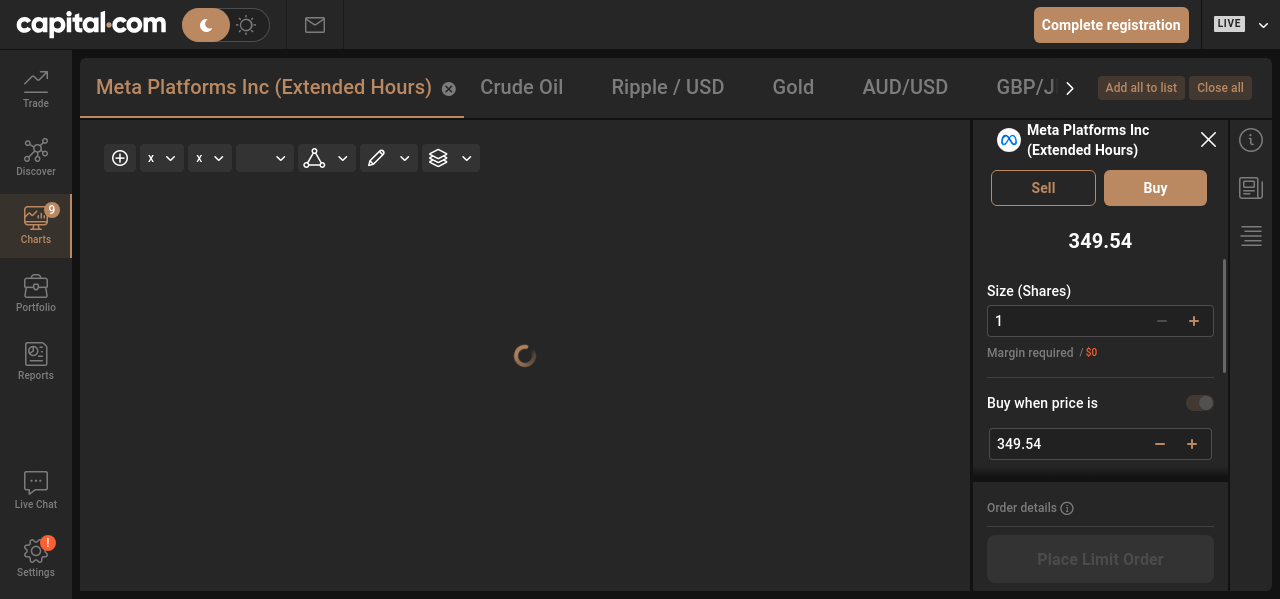 capital.com
Complete registration
LIVE
Trade
Discover
9
Charts
Portfolio
Reports
Live Chat
!
Settings
Meta Platforms Inc (Extended Hours)
Crude Oil
Ripple / USD
Gold
AUD/USD
GBP/J
Add all to list
Close all
x
x
Meta Platforms Inc
(Extended Hours)
Sell
Buy
349.54
Size (Shares)
1
Margin required / $0
Buy when price is
349.54
Order details
Place Limit Order